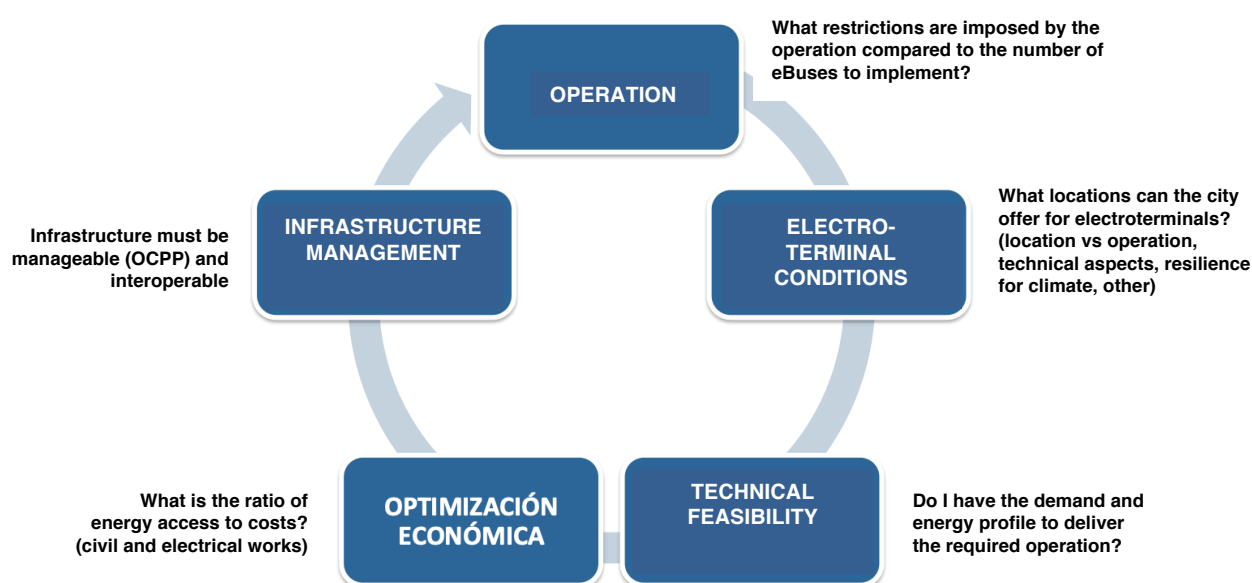 What restrictions are imposed by the
operation compared to the number of
eBuses to implement?
OPERATION
What locations can the city
offer for electroterminals?
(location vs operation,
technical aspects, resilience
for climate, other)
ELECTRO-
TERMINAL
CONDITIONS
Do I have the demand and
energy profile to deliver
the required operation?
TECHNICAL
FEASIBILITY
What is the ratio of
energy access to costs?
(civil and electrical works)
OPTIMIZACIÓN
ECONÓMICA
Infrastructure must be
manageable (OCPP) and
interoperable
INFRASTRUCTURE
MANAGEMENT